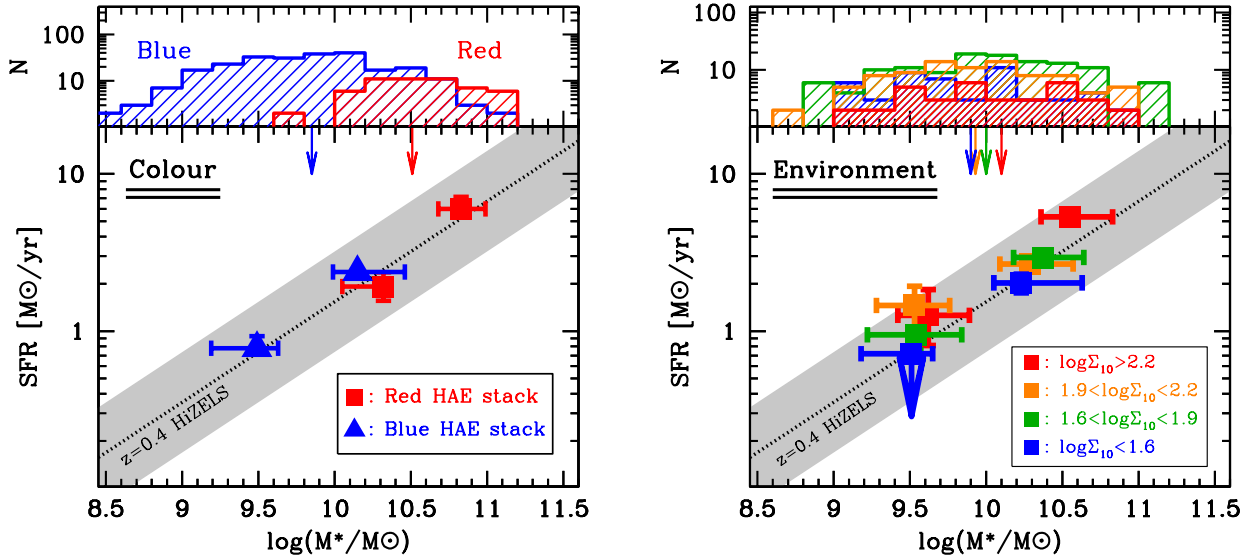 100
10
N
Blue
Red
Colour
10
1
SFR [M⊙/yr]
z=0.4 HiZELS
: Red HAE stack
: Blue HAE stack
8.5 9 9.5 10 10.5 11 11.5
log(M*/M⊙)
100
10
N
Environment
10
1
SFR [M⊙/yr]
z=0.4 HiZELS
: logΣ₁₀>2.2
: 1.9<logΣ₁₀<2.2
: 1.6<logΣ₁₀<1.9
: logΣ₁₀<1.6
8.5 9 9.5 10 10.5 11 11.5
log(M*/M⊙)